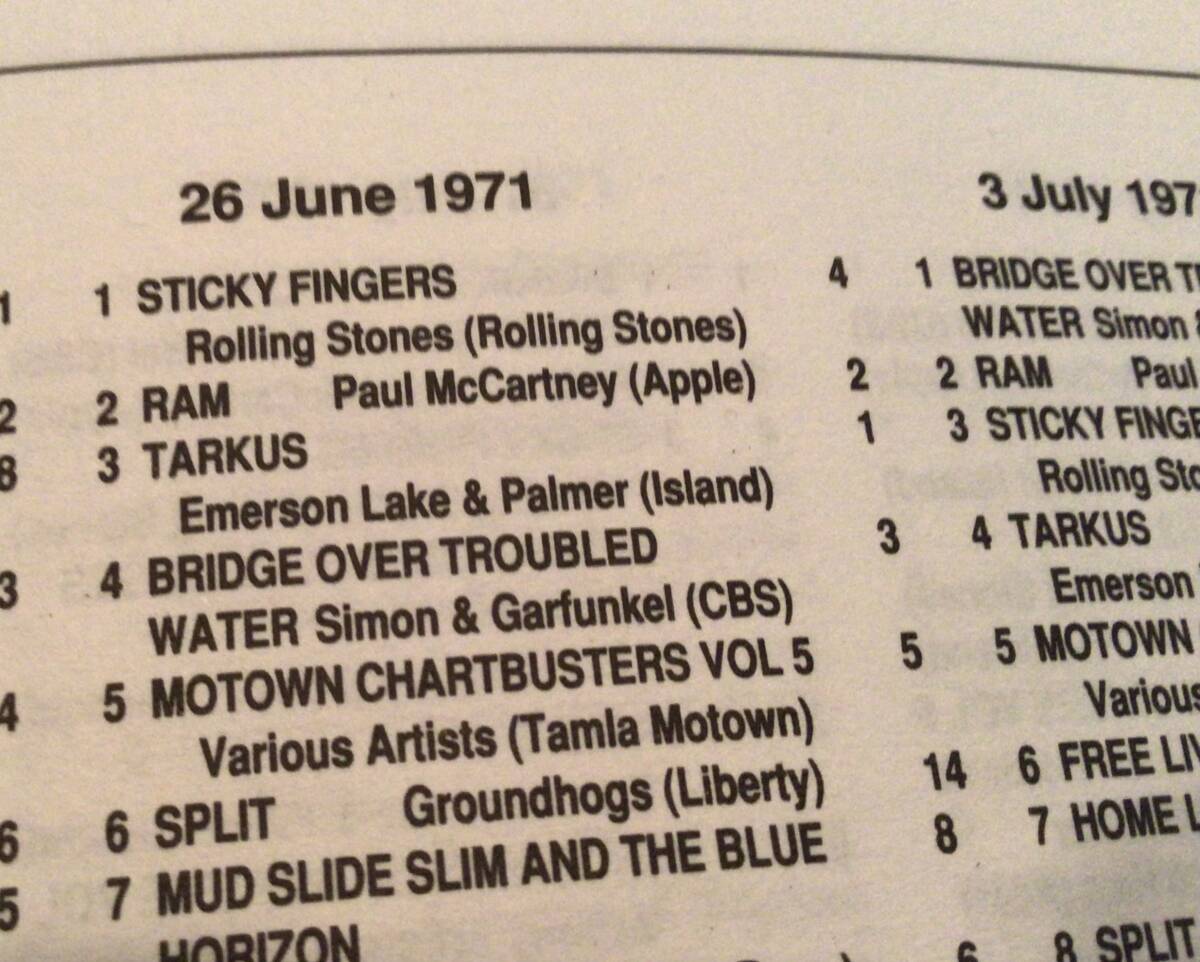 26 June 1971
1 1 STICKY FINGERS
Rolling Stones (Rolling Stones)
2 2 RAM Paul McCartney (Apple)
8 3 TARKUS
Emerson Lake & Palmer (Island)
3 4 BRIDGE OVER TROUBLED
WATER Simon & Garfunkel (CBS)
4 5 MOTOWN CHARTBUSTERS VOL 5
Various Artists (Tamla Motown)
6 6 SPLIT Groundhogs (Liberty)
5 7 MUD SLIDE SLIM AND THE BLUE
HORIZON
3 July 197
4 1 BRIDGE OVER TR
WATER Simon
2 2 RAM Paul
1 3 STICKY FINGE
Rolling Sto
3 4 TARKUS
Emerson
5 5 MOTOWN
Various
14 6 FREE LIV
8 7 HOME L
6 8 SPLIT